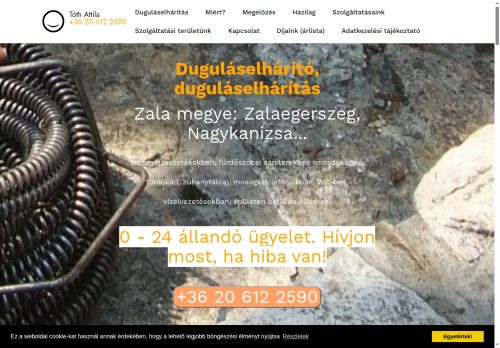 Tóth Attila
+36 20 612 2590
Duguláselhárítás Miért? Megelőzés Házilag Szolgáltatásaink
Szolgáltatási területünk Kapcsolat Díjaink (árlista) Adatkezelési tájékoztató
Duguláselhárító,
duguláselhárítás
Zala megye: Zalaegerszeg,
Nagykanizsa...
szennyvízvezetékekben, fürdőszobai szaniterekben (mosdókagyló,
fürdőkád, zuhanytálca), mosogató lefolyókban, WC-ben,
vízelvezetésekben, épületen belül és kültérek.
0 - 24 állandó ügyelet. Hívjon
most, ha hiba van!
+36 20 612 2590
Ez a weboldal cookie-kat használ annak érdekében, hogy a lehető legjobb böngészési élményt nyújtsa Részletek
Egyetértek!